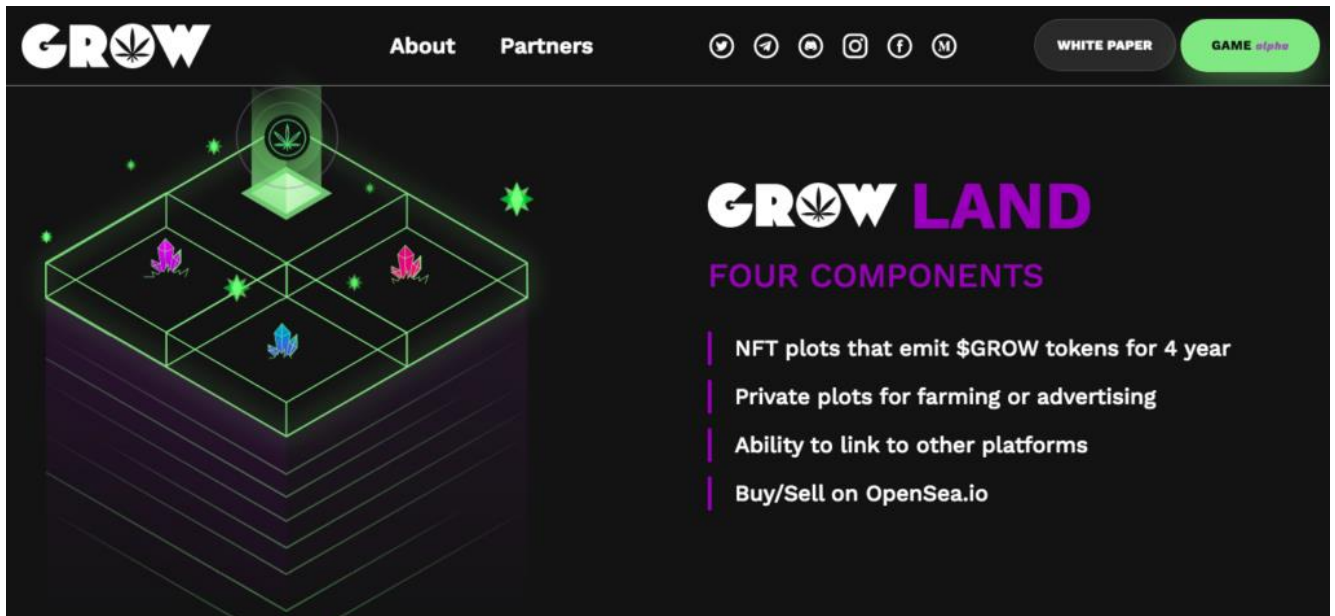 GROW
About
Partners
WHITE PAPER
GAME alpha
GROW LAND
FOUR COMPONENTS
NFT plots that emit $GROW tokens for 4 year
Private plots for farming or advertising
Ability to link to other platforms
Buy/Sell on OpenSea.io